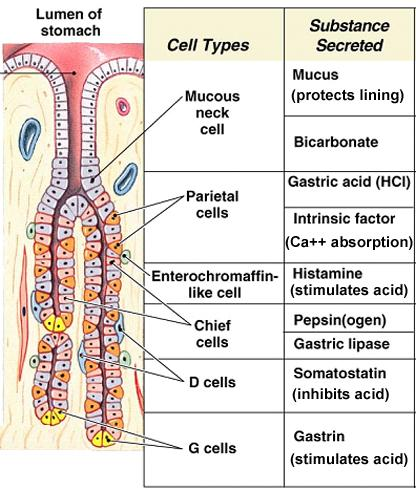 Lumen of
stomach
Cell Types
Substance
Secreted
Mucous
neck
cell
Mucus
(protects lining)
Bicarbonate
Parietal
cells
Gastric acid (HCl)
Intrinsic factor
(Ca++ absorption)
Enterochromaffin-
like cell
Histamine
(stimulates acid)
Chief
cells
Pepsin(ogen)
Gastric lipase
D cells
Somatostatin
(inhibits acid)
G cells
Gastrin
(stimulates acid)